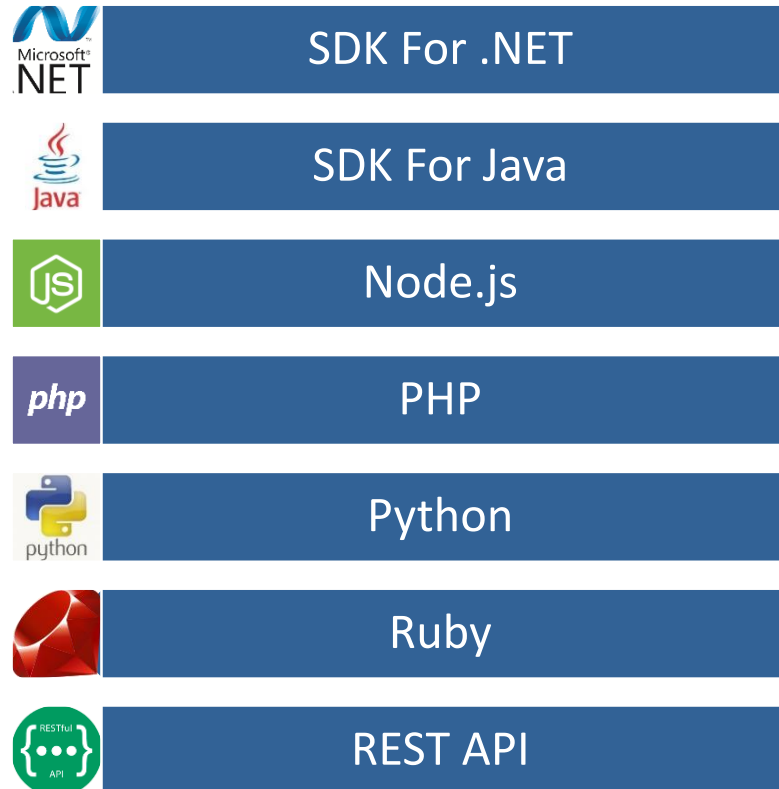 Microsoft®
.NET
SDK For .NET
Java
SDK For Java
JS
Node.js
php
PHP
python
Python
Ruby
RESTful
API
REST API